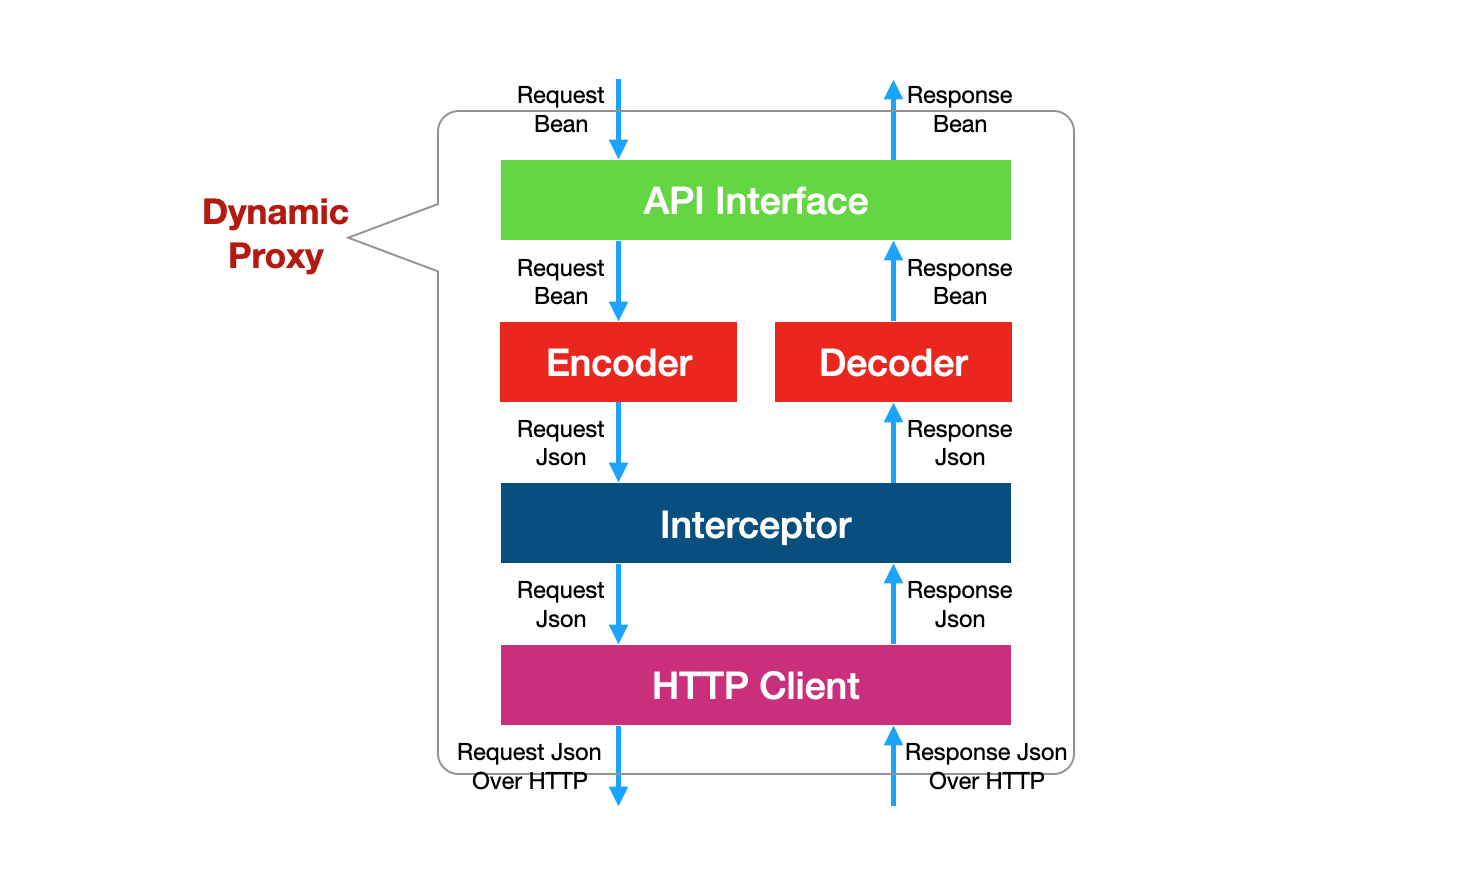 Request
Bean
Response
Bean
API Interface
Dynamic
Proxy
Request
Bean
Response
Bean
Encoder
Decoder
Request
Json
Response
Json
Interceptor
Request
Json
Response
Json
HTTP Client
Request Json
Over HTTP
Response Json
Over HTTP